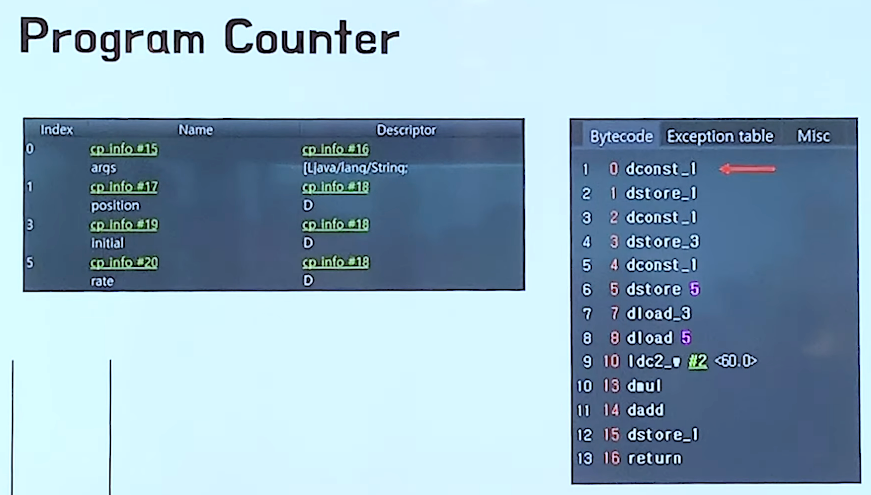 Program Counter
Index Name Descriptor
0 cp info #15 cp info #16
args [Ljava/lang/String;
1 cp info #17 cp info #18
position D
3 cp info #19 cp info #18
initial D
5 cp info #20 cp info #18
rate D
Bytecode Exception table Misc
1 0 dconst_1
2 1 dstore_1
3 2 dconst_1
4 3 dstore_3
5 4 dconst_1
6 5 dstore 5
7 7 dload_3
8 8 dload 5
9 10 ldc2_w #2 <60.0>
10 13 dmul
11 14 dadd
12 15 dstore_1
13 16 return